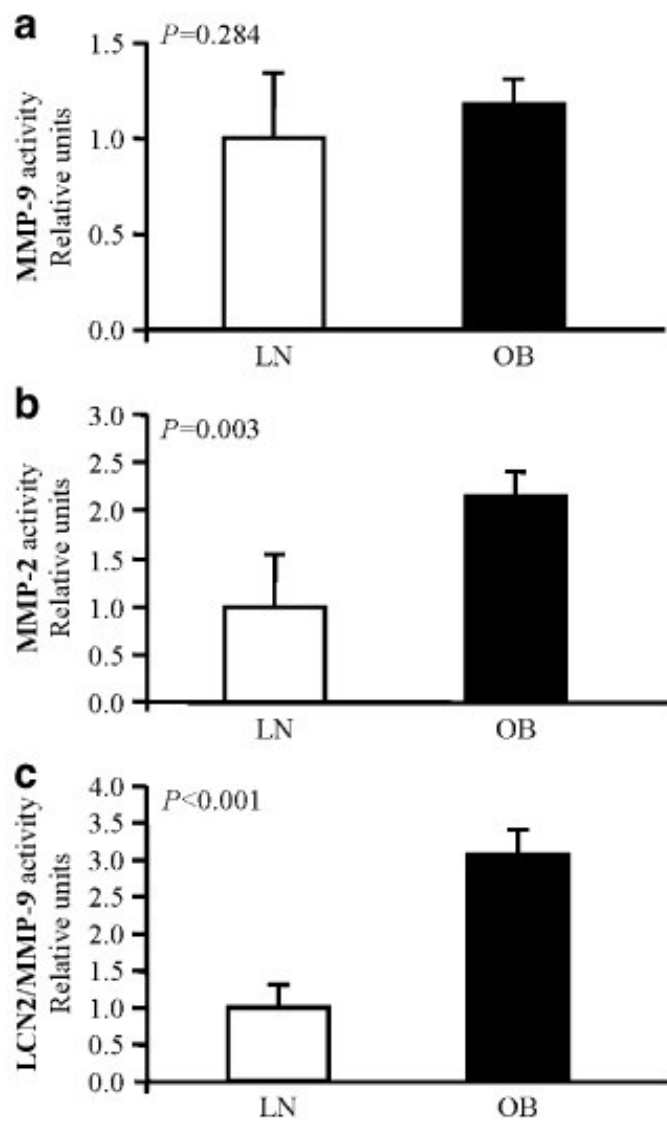 a
P=0.284
MMP-9 activity
Relative units
1.5
1.0
0.5
0.0
LN OB
b
P=0.003
MMP-2 activity
Relative units
3.0
2.5
2.0
1.5
1.0
0.5
0.0
LN OB
c
P<0.001
LCN2/MMP-9 activity
Relative units
4.0
3.5
3.0
2.5
2.0
1.5
1.0
0.5
0.0
LN OB